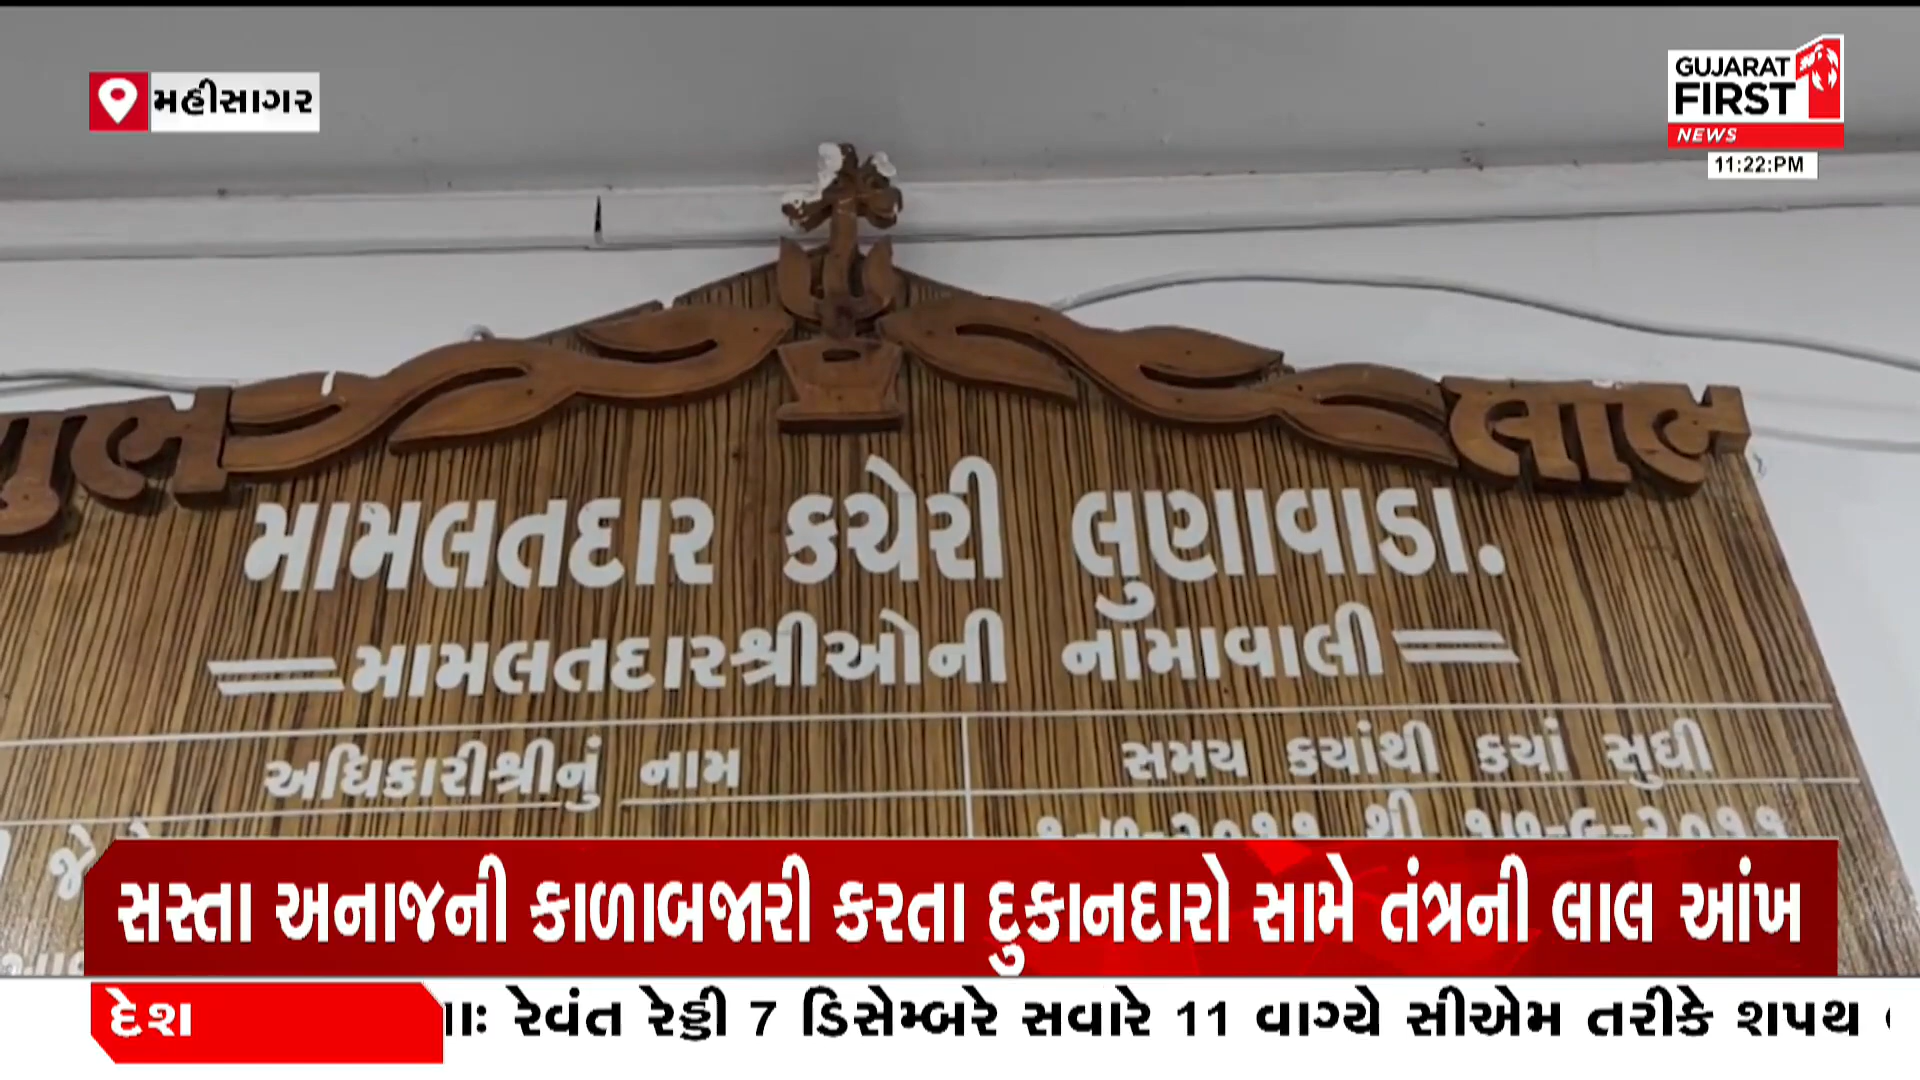 મહીસાગર
GUJARAT
FIRST
NEWS
11:22:PM
લાલ
મામલતદાર કચેરી લુણાવાડા.
મામલતદારશ્રીઓની નામાવાલી
અધિકારીશ્રીનું નામ
સમય કયાંથી કયાં સુધી
સસ્તા અનાજની કાળાબજારી કરતા દુકાનદારો સામે તંત્રની લાલ આંખ
દેશ
રેવંત રેડ્ડી 7 ડિસેમ્બરે સવારે 11 વાગ્યે સીએમ તરીકે શપથ